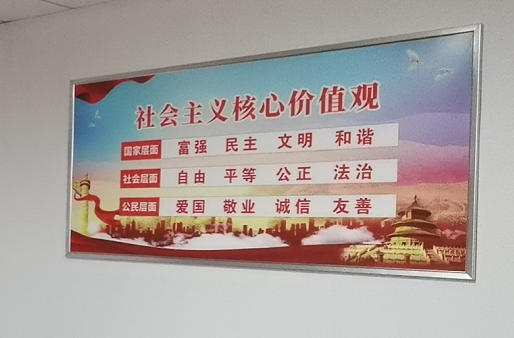 社会主义核心价值观
国家层面 富强 民主 文明 和谐
社会层面 自由 平等 公正 法治
公民层面 爱国 敬业 诚信 友善